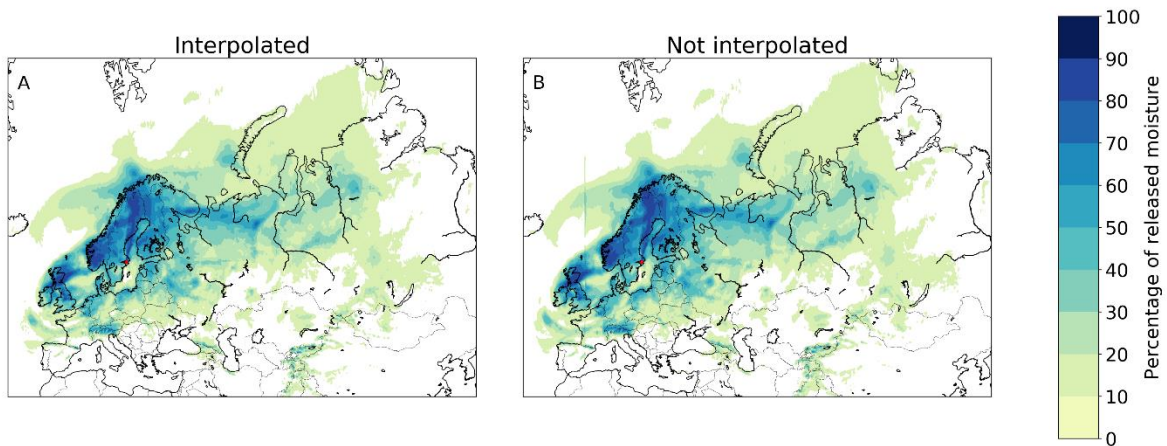 Interpolated
Not interpolated
A
B
100
90
80
70
60
50
40
30
20
10
0
Percentage of released moisture